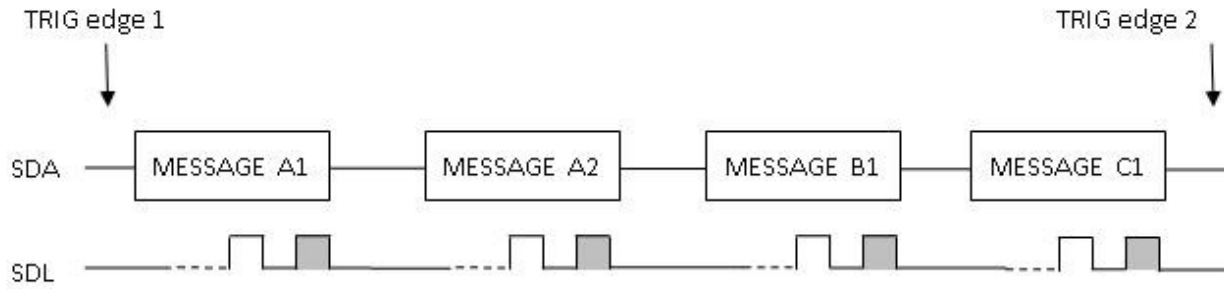 TRIG edge 1
TRIG edge 2
SDA
MESSAGE A1
MESSAGE A2
MESSAGE B1
MESSAGE C1
SDL